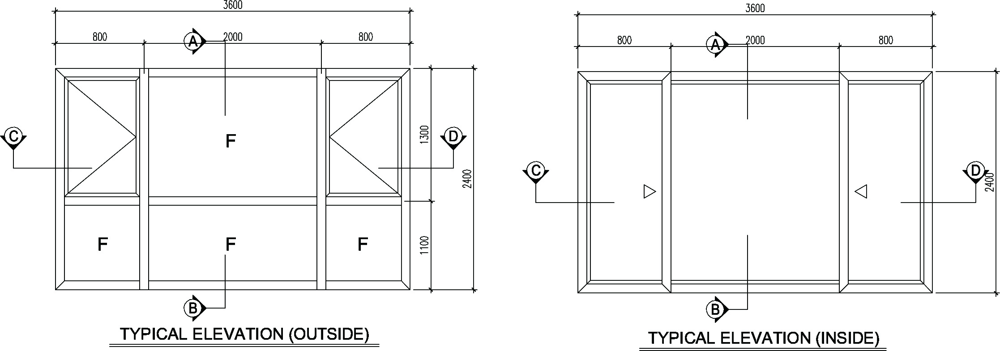 3600
800
A
2000
800
C
F
1300
D
2400
F
F
F
1100
B
TYPICAL ELEVATION (OUTSIDE)
3600
800
A
2000
800
C
D
2400
B
TYPICAL ELEVATION (INSIDE)